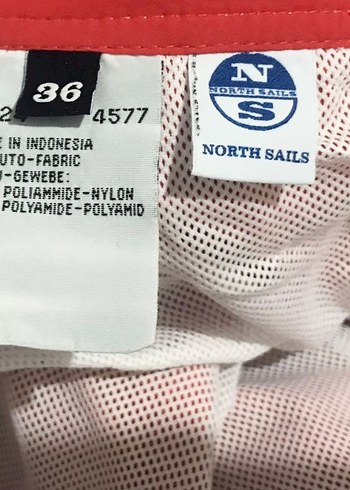 36
24 4577
E IN INDONESIA
UTO-FABRIC
-GEWEBE:
POLIAMMIDE-NYLON
POLYAMIDE-POLYAMID
N
NORTH SAILS
S
NORTH SAILS